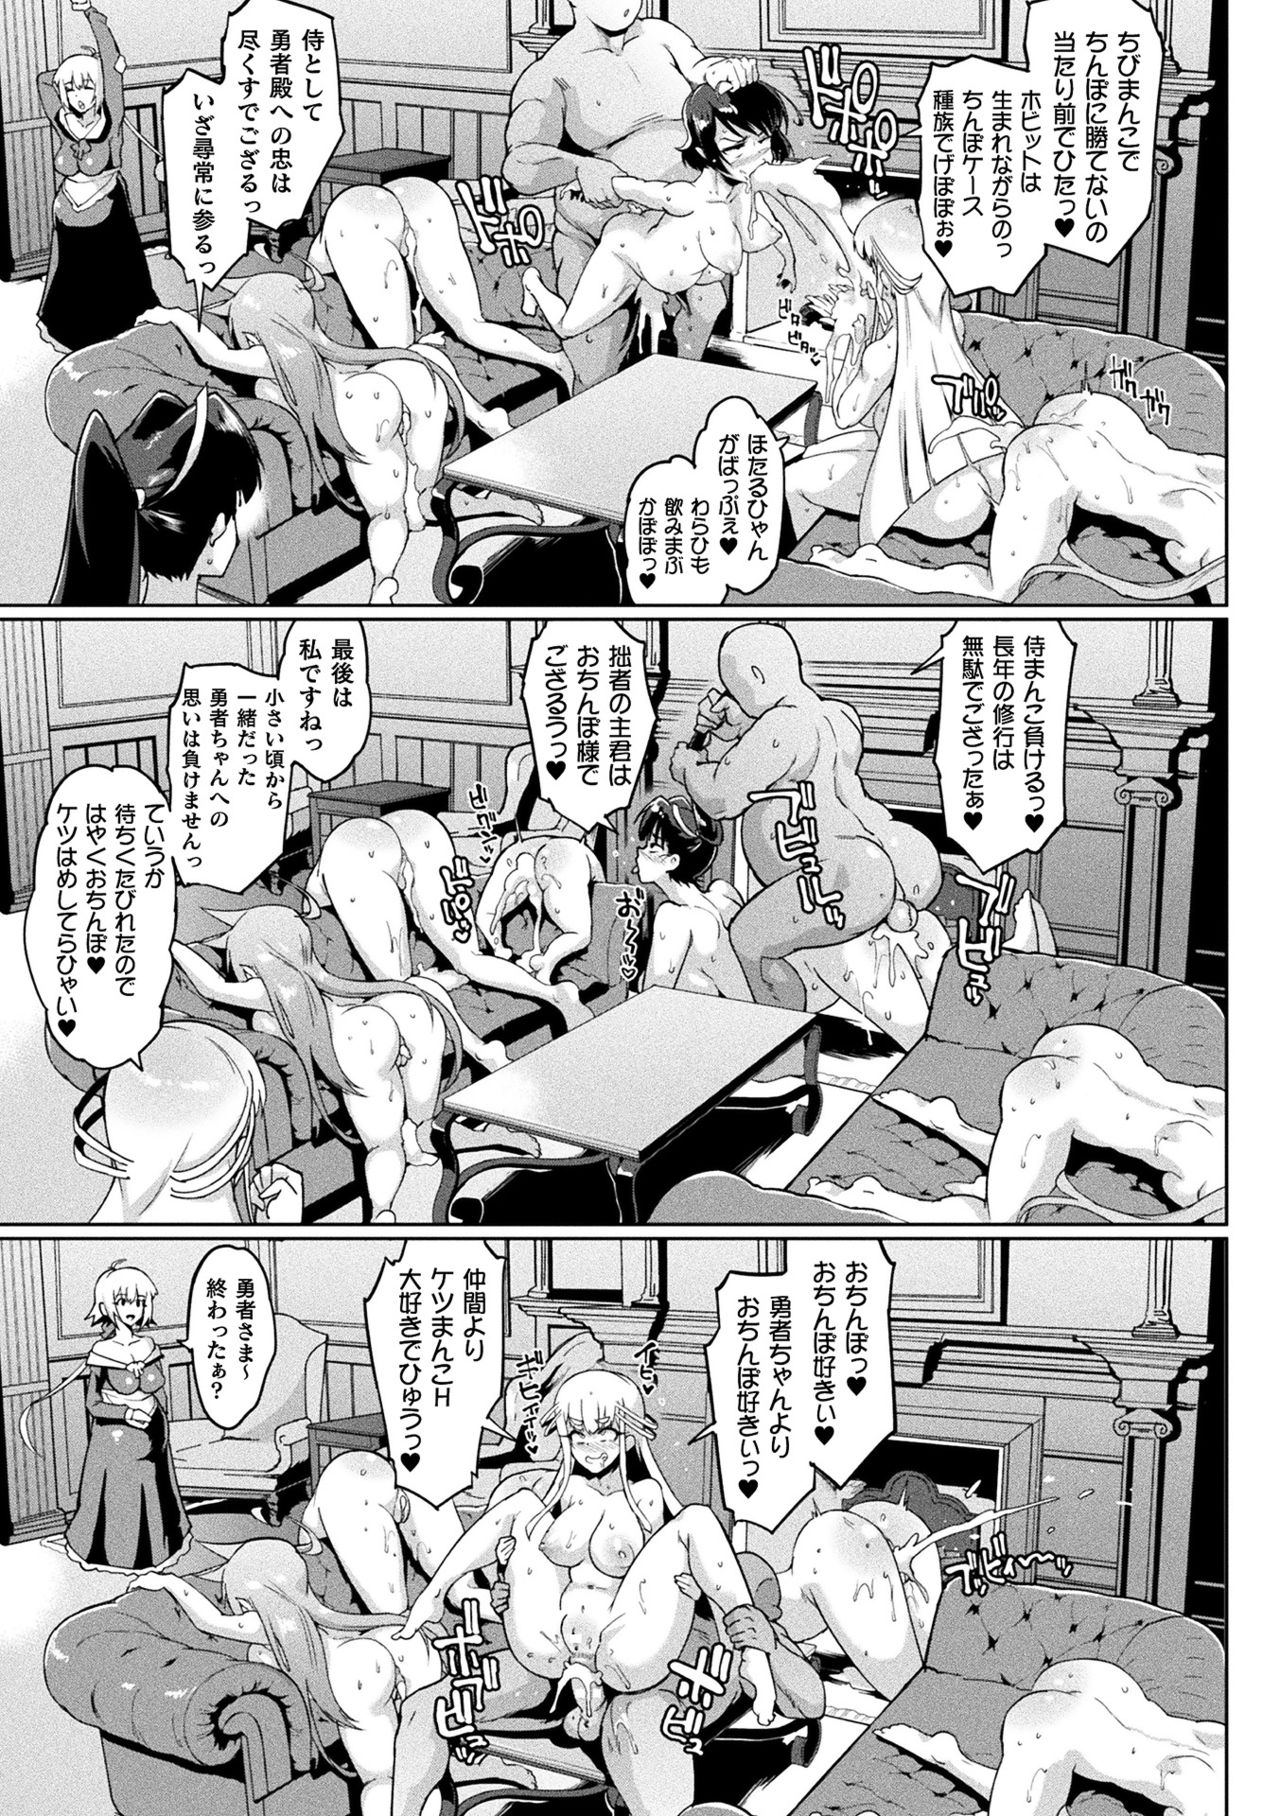 ちびまんこで
ちんぽに勝てないの
当たり前でひたっ♥
ホビットは
生まれながらのっ
ちんぽケース
種族でげぽぽぉ♥
ほたるひゃん
がばっぷぇ♥
わらひも
飲みまぶ
かぽぽっ♥
侍として
勇者殿への忠は
尽くすでござるっ
いざ尋常に参るっ
侍まんこ負けるっ♥
長年の修行は
無駄でござったぁ♥
拙者の主君は
おちんぽ様で
ござるうっ♥
最後は
私ですねっ
小さい頃から
一緒だった
勇者ちゃんへの
思いは負けませんっ
ていうか
待ちくたびれたので
はやくおちんぽ♥
ケツはめしてらひゃい♥
おちんぽっ♥
おちんぽ好きぃ♥
勇者ちゃんより
おちんぽ好きぃっ♥
仲間より
ケツまんこH
大好きでひゅうっ♥
勇者さま～
終わったぁ？